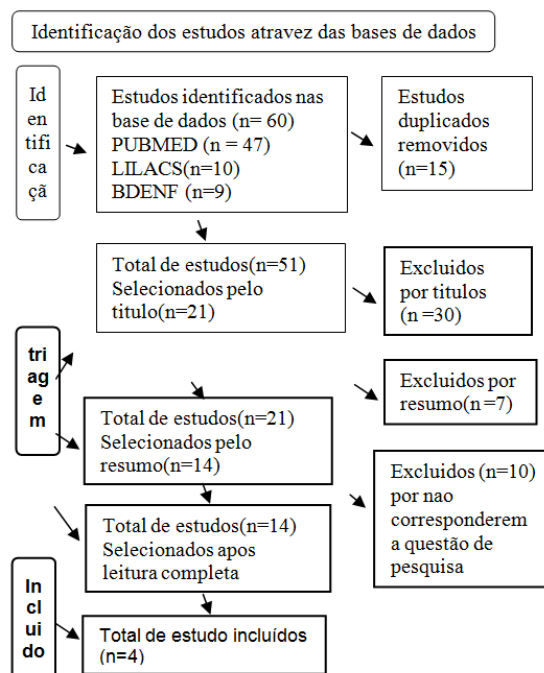 Identificação dos estudos atravez das bases de dados
Id
en
tifi
ca
çã
Estudos identificados nas
base de dados (n= 60)
PUBMED (n = 47)
LILACS(n=10)
BDENF (n=9)
Estudos
duplicados
removidos
(n=15)
Total de estudos(n=51)
Selecionados pelo
titulo(n=21)
Excluidos
por titulos
(n =30)
tri
ag
e
m
Excluidos por
resumo(n =7)
Total de estudos(n=21)
Selecionados pelo
resumo(n=14)
Excluidos (n=10)
por nao
corresponderem
a questão de
pesquisa
Total de estudos(n=14)
Selecionados apos
leitura completa
In
cl
ui
do
Total de estudo incluídos
(n=4)